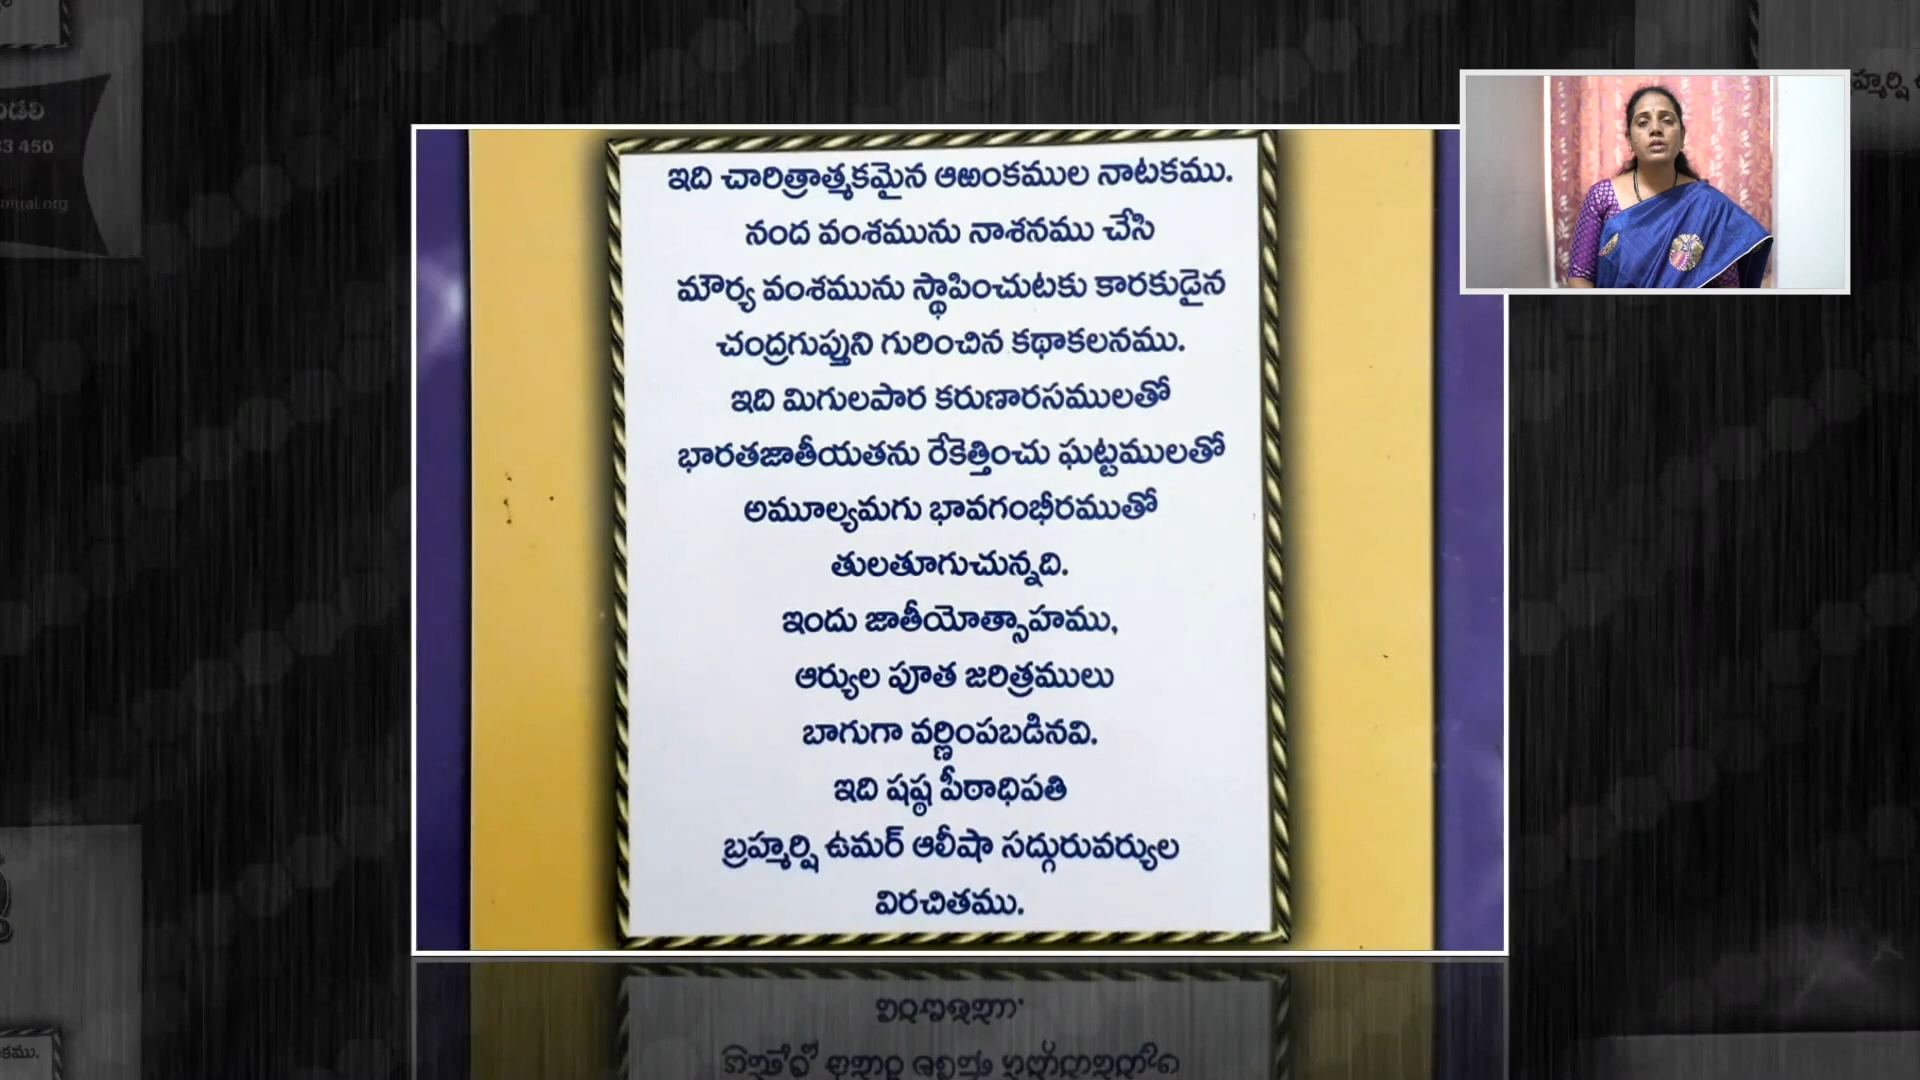 ఇది చారిత్రాత్మకమైన ఆఱంకముల నాటకము.
నంద వంశమును నాశనము చేసి
మౌర్య వంశమును స్థాపించుటకు కారకుడైన
చంద్రగుప్తుని గురించిన కథాకలనము.
ఇది మిగులపార కరుణారసములతో
భారతజాతీయతను రేకెత్తించు ఘట్టములతో
అమూల్యమగు భావగంభీరముతో
తులతూగుచున్నది.
ఇందు జాతీయోత్సాహము,
ఆర్యుల పూత జరిత్రములు
బాగుగా వర్ణింపబడినవి.
ఇది షష్ఠ పీఠాధిపతి
బ్రహ్మర్షి ఉమర్ ఆలీషా సద్గురువర్యుల
విరచితము.